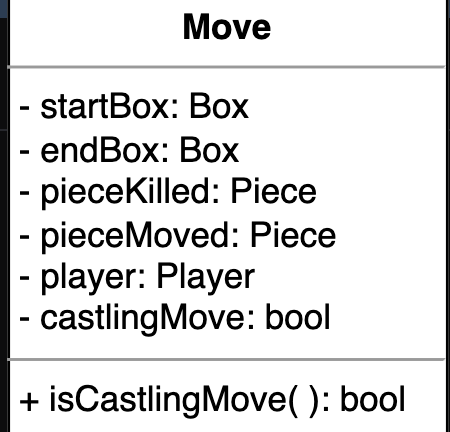 Move
- startBox: Box
- endBox: Box
- pieceKilled: Piece
- pieceMoved: Piece
- player: Player
- castlingMove: bool
+ isCastlingMove( ): bool